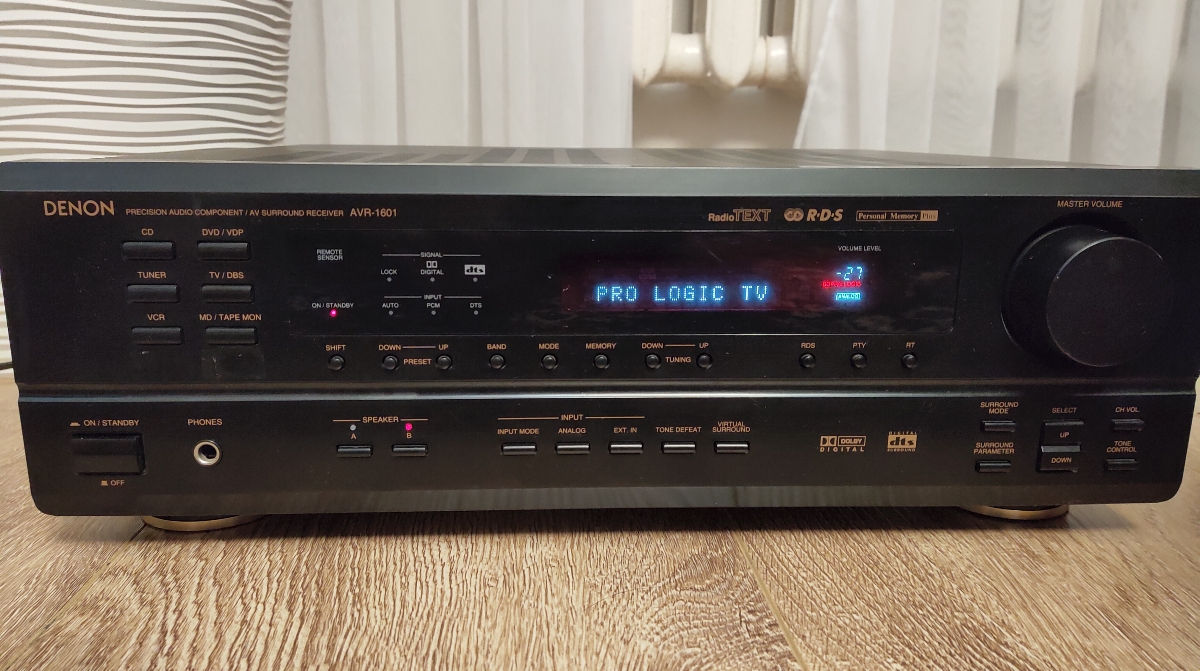 DENON PRECISION AUDIO COMPONENT / AV SURROUND RECEIVER AVR-1601
RadioTEXT R·D·S Personal Memory Plus
MASTER VOLUME
CD DVD / VDP
TUNER TV / DBS
VCR MD / TAPE MON
REMOTE
SENSOR
SIGNAL
LOCK DIGITAL dts
INPUT
AUTO PCM DTS
ON / STANDBY
VOLUME LEVEL
-27
PRO LOGIC TV
ANALOG
SHIFT DOWN PRESET UP BAND MODE MEMORY DOWN TUNING UP RDS PTY RT
ON / STANDBY
OFF
PHONES
SPEAKER
A B
INPUT
INPUT MODE ANALOG EXT. IN TONE DEFEAT VIRTUAL
SURROUND
DOLBY
DIGITAL
DIGITAL
dts
SURROUND
SURROUND
MODE
SURROUND
PARAMETER
SELECT
UP
DOWN
CH VOL
TONE
CONTROL